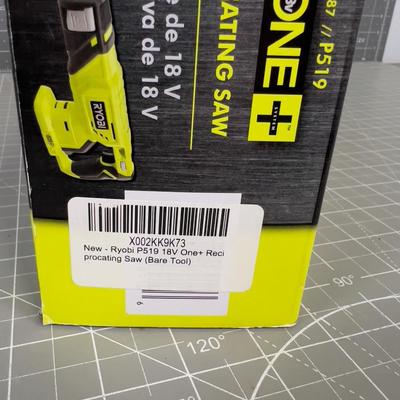 ONE+
SYSTEM
87 // P519
ATING SAW
e de 18 V
va de 18 V
RYOBI
X002KK9K73
New - Ryobi P519 18V One+ Reci
procating Saw (Bare Tool)
90°
120°